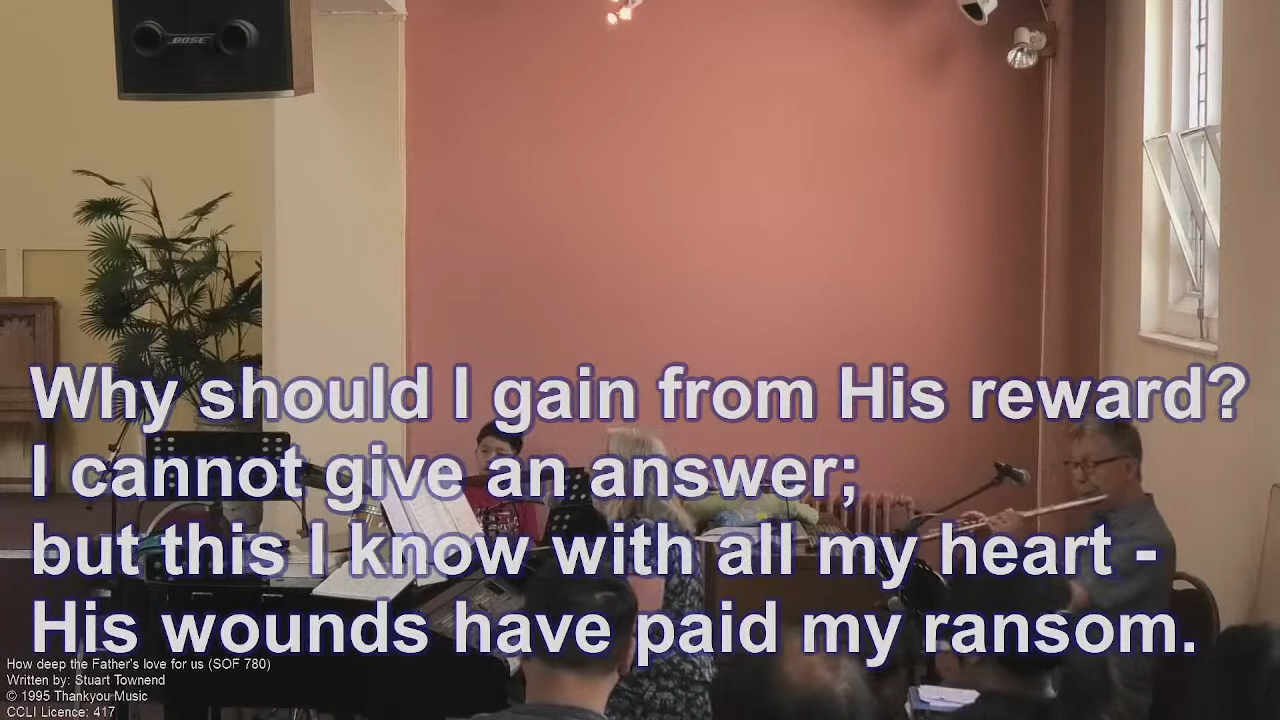 BOSE
Why should I gain from His reward?
I cannot give an answer;
but this I know with all my heart -
His wounds have paid my ransom.
How deep the Father's love for us (SOF 780)
Written by: Stuart Townend
© 1995 Thankyou Music
CCLI Licence: 417